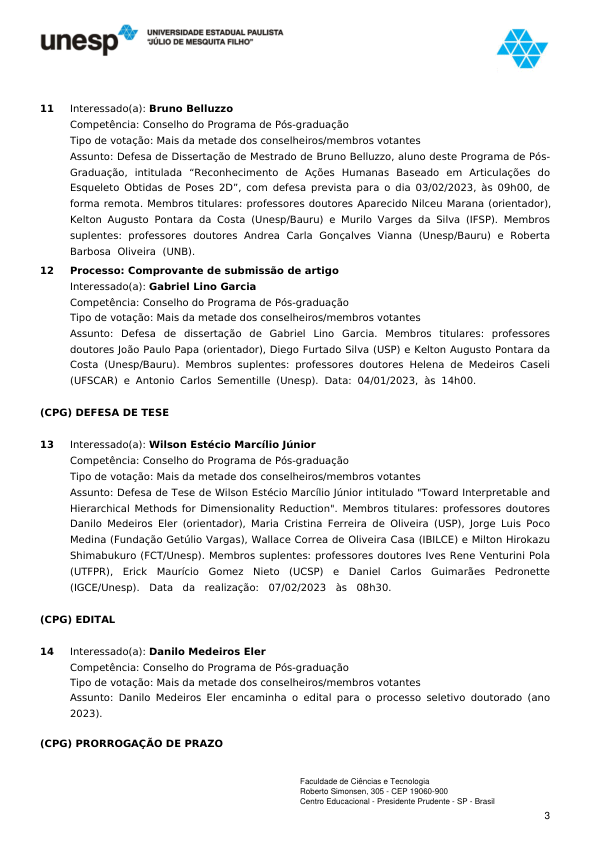 unesp
UNIVERSIDADE ESTADUAL PAULISTA
"JÚLIO DE MESQUITA FILHO"
11 Interessado(a): Bruno Belluzzo
Competência: Conselho do Programa de Pós-graduação
Tipo de votação: Mais da metade dos conselheiros/membros votantes
Assunto: Defesa de Dissertação de Mestrado de Bruno Belluzzo, aluno deste Programa de Pós-
Graduação, intitulada “Reconhecimento de Ações Humanas Baseado em Articulações do
Esqueleto Obtidas de Poses 2D”, com defesa prevista para o dia 03/02/2023, às 09h00, de
forma remota. Membros titulares: professores doutores Aparecido Nilceu Marana (orientador),
Kelton Augusto Pontara da Costa (Unesp/Bauru) e Murilo Varges da Silva (IFSP). Membros
suplentes: professores doutores Andrea Carla Gonçalves Vianna (Unesp/Bauru) e Roberta
Barbosa Oliveira (UNB).
12 Processo: Comprovante de submissão de artigo
Interessado(a): Gabriel Lino Garcia
Competência: Conselho do Programa de Pós-graduação
Tipo de votação: Mais da metade dos conselheiros/membros votantes
Assunto: Defesa de dissertação de Gabriel Lino Garcia. Membros titulares: professores
doutores João Paulo Papa (orientador), Diego Furtado Silva (USP) e Kelton Augusto Pontara da
Costa (Unesp/Bauru). Membros suplentes: professores doutores Helena de Medeiros Caseli
(UFSCAR) e Antonio Carlos Sementille (Unesp). Data: 04/01/2023, às 14h00.
(CPG) DEFESA DE TESE
13 Interessado(a): Wilson Estécio Marcílio Júnior
Competência: Conselho do Programa de Pós-graduação
Tipo de votação: Mais da metade dos conselheiros/membros votantes
Assunto: Defesa de Tese de Wilson Estécio Marcílio Júnior intitulado "Toward Interpretable and
Hierarchical Methods for Dimensionality Reduction". Membros titulares: professores doutores
Danilo Medeiros Eler (orientador), Maria Cristina Ferreira de Oliveira (USP), Jorge Luis Poco
Medina (Fundação Getúlio Vargas), Wallace Correa de Oliveira Casa (IBILCE) e Milton Hirokazu
Shimabukuro (FCT/Unesp). Membros suplentes: professores doutores Ives Rene Venturini Pola
(UTFPR), Erick Maurício Gomez Nieto (UCSP) e Daniel Carlos Guimarães Pedronette
(IGCE/Unesp). Data da realização: 07/02/2023 às 08h30.
(CPG) EDITAL
14 Interessado(a): Danilo Medeiros Eler
Competência: Conselho do Programa de Pós-graduação
Tipo de votação: Mais da metade dos conselheiros/membros votantes
Assunto: Danilo Medeiros Eler encaminha o edital para o processo seletivo doutorado (ano
2023).
(CPG) PRORROGAÇÃO DE PRAZO
Faculdade de Ciências e Tecnologia
Roberto Simonsen, 305 - CEP 19060-900
Centro Educacional - Presidente Prudente - SP - Brasil
3